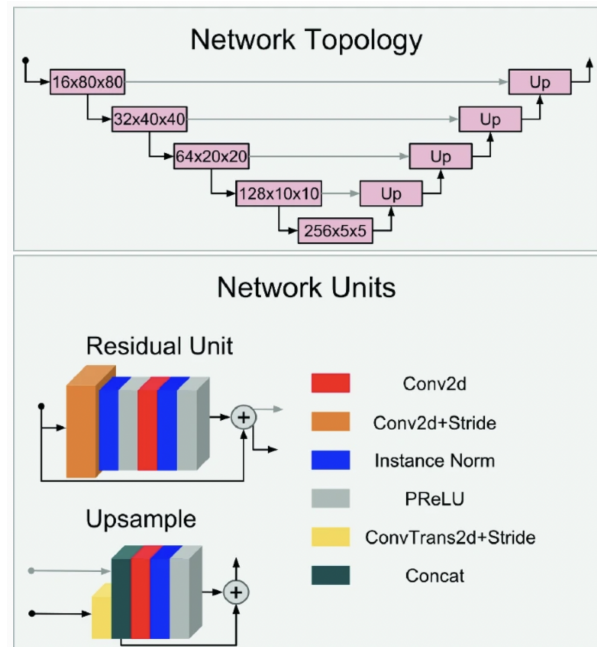 Network Topology
16x80x80
Up
32x40x40
Up
64x20x20
Up
128x10x10
Up
256x5x5
Network Units
Residual Unit
+
Upsample
+
Conv2d
Conv2d+Stride
Instance Norm
PReLU
ConvTrans2d+Stride
Concat